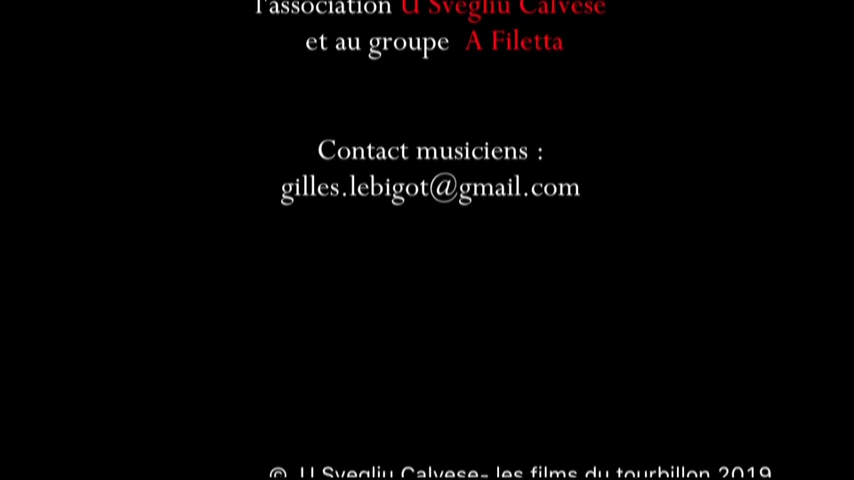 l'association U Svegliu Calvese
et au groupe A Filetta
Contact musiciens :
gilles.lebigot@gmail.com
© U Svegliu Calvese- les films du tourbillon 2019